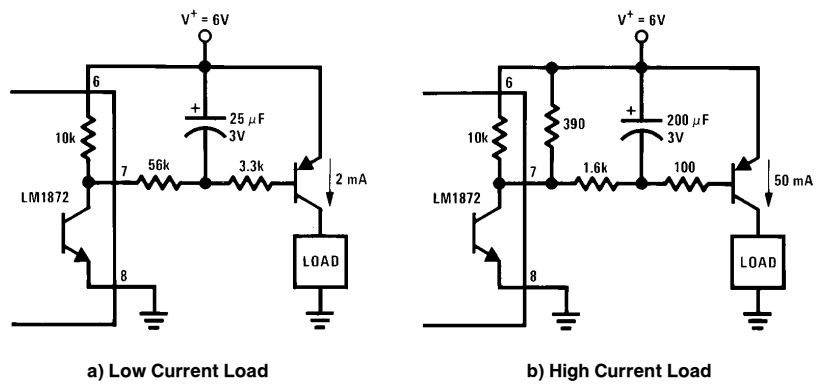 V+ = 6V
6
10k
+
25 µF
3V
7
56k
3.3k
2 mA
LM1872
LOAD
8
a) Low Current Load
V+ = 6V
6
10k
390
+
200 µF
3V
7
1.6k
100
50 mA
LM1872
LOAD
8
b) High Current Load